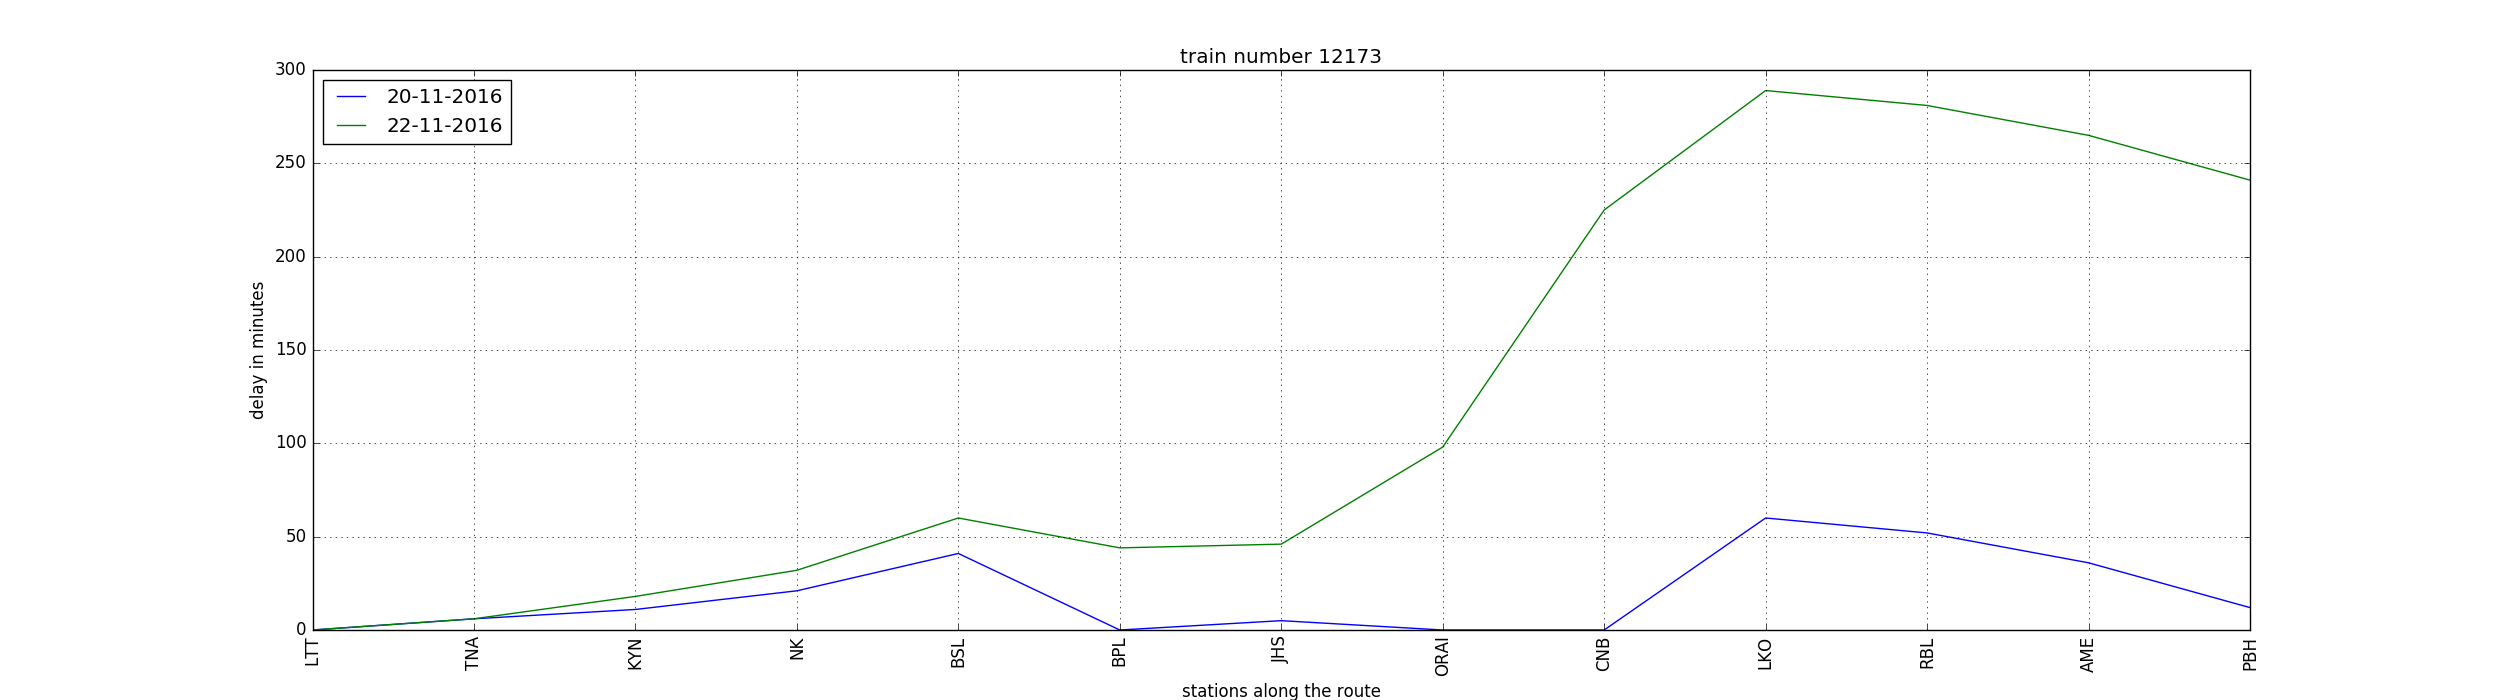 train number 12173
300
250
200
150
100
50
0
delay in minutes
20-11-2016
22-11-2016
LTT
TNA
KYN
NK
BSL
BPL
JHS
ORAI
CNB
LKO
RBL
AME
PBH
stations along the route